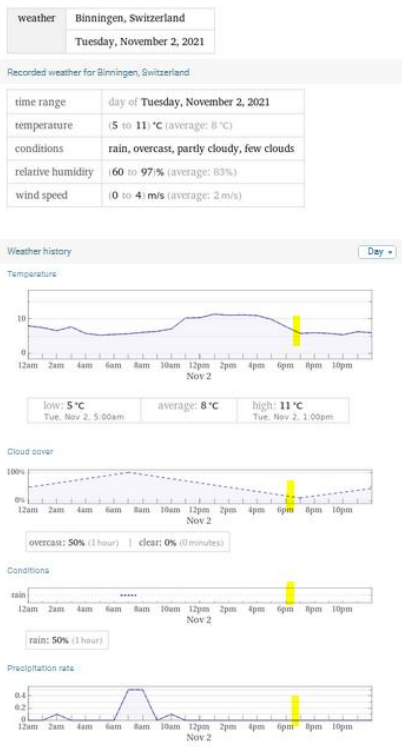 weather Binningen, Switzerland
Tuesday, November 2, 2021
Recorded weather for Binningen, Switzerland
time range day of Tuesday, November 2, 2021
temperature (5 to 11) °C (average: 8 °C)
conditions rain, overcast, partly cloudy, few clouds
relative humidity (60 to 97)% (average: 83%)
wind speed (0 to 4) m/s (average: 2 m/s)
Weather history Day
Temperature
10
0
12am 2am 4am 6am 8am 10am 12pm 2pm 4pm 6pm 8pm 10pm
Nov 2
low: 5 °C average: 8 °C high: 11 °C
Tue, Nov 2, 5:00am Tue, Nov 2, 1:00pm
Cloud cover
100%
0%
12am 2am 4am 6am 8am 10am 12pm 2pm 4pm 6pm 8pm 10pm
Nov 2
overcast: 50% (1 hour) | clear: 0% (0 minutes)
Conditions
rain
12am 2am 4am 6am 8am 10am 12pm 2pm 4pm 6pm 8pm 10pm
Nov 2
rain: 50% (1 hour)
Precipitation rate
0.4
0.2
0
12am 2am 4am 6am 8am 10am 12pm 2pm 4pm 6pm 8pm 10pm
Nov 2